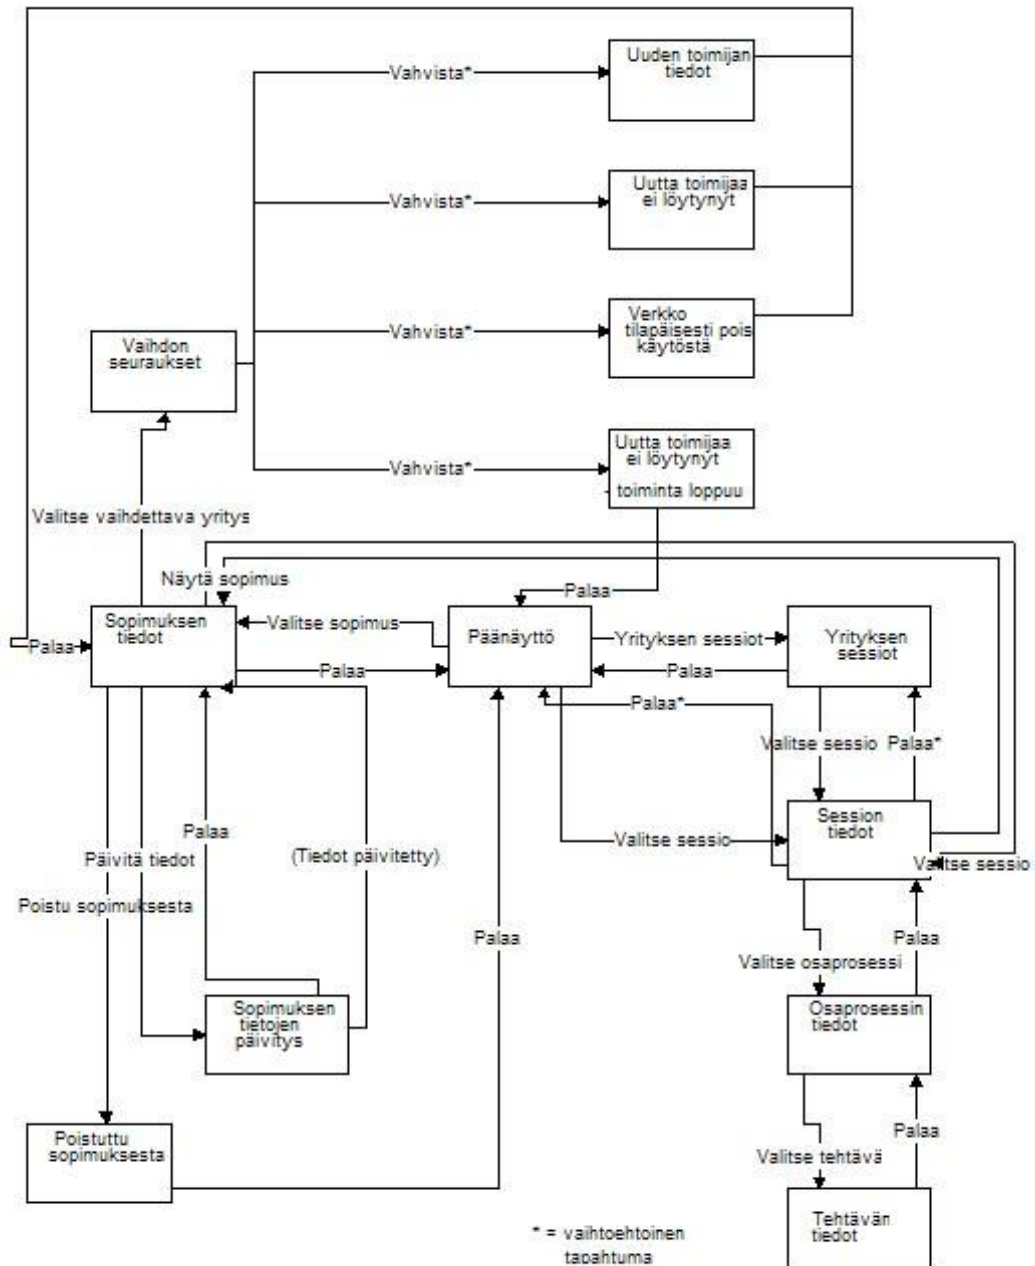 Uuden toimijan
tiedot
Vahvista*
Uutta toimijaa
ei löytynyt
Vahvista*
Verkko
tilapäisesti pois
käytöstä
Vahvista*
Vaihdon
seuraukset
Uutta toimijaa
ei löytynyt
toiminta loppuu
Vahvista*
Valitse vaihdettava yritys
Näytä sopimus
Palaa
Sopimuksen
tiedot
Valitse sopimus
Päänäyttö
Yrityksen sessiot
Yrityksen
sessiot
Palaa
Palaa
Palaa
Palaa*
Valitse sessio
Palaa*
Session
tiedot
Palaa
Valitse sessio
Päivitä tiedot
(Tiedot päivitetty)
Valitse sessio
Poistu sopimuksesta
Palaa
Palaa
Valitse osaprosessi
Sopimuksen
tietojen
päivitys
Osaprosessin
tiedot
Poistuttu
sopimuksesta
Palaa
Valitse tehtävä
Tehtävän
tiedot
* = vaihtoehtoinen
tapahtuma